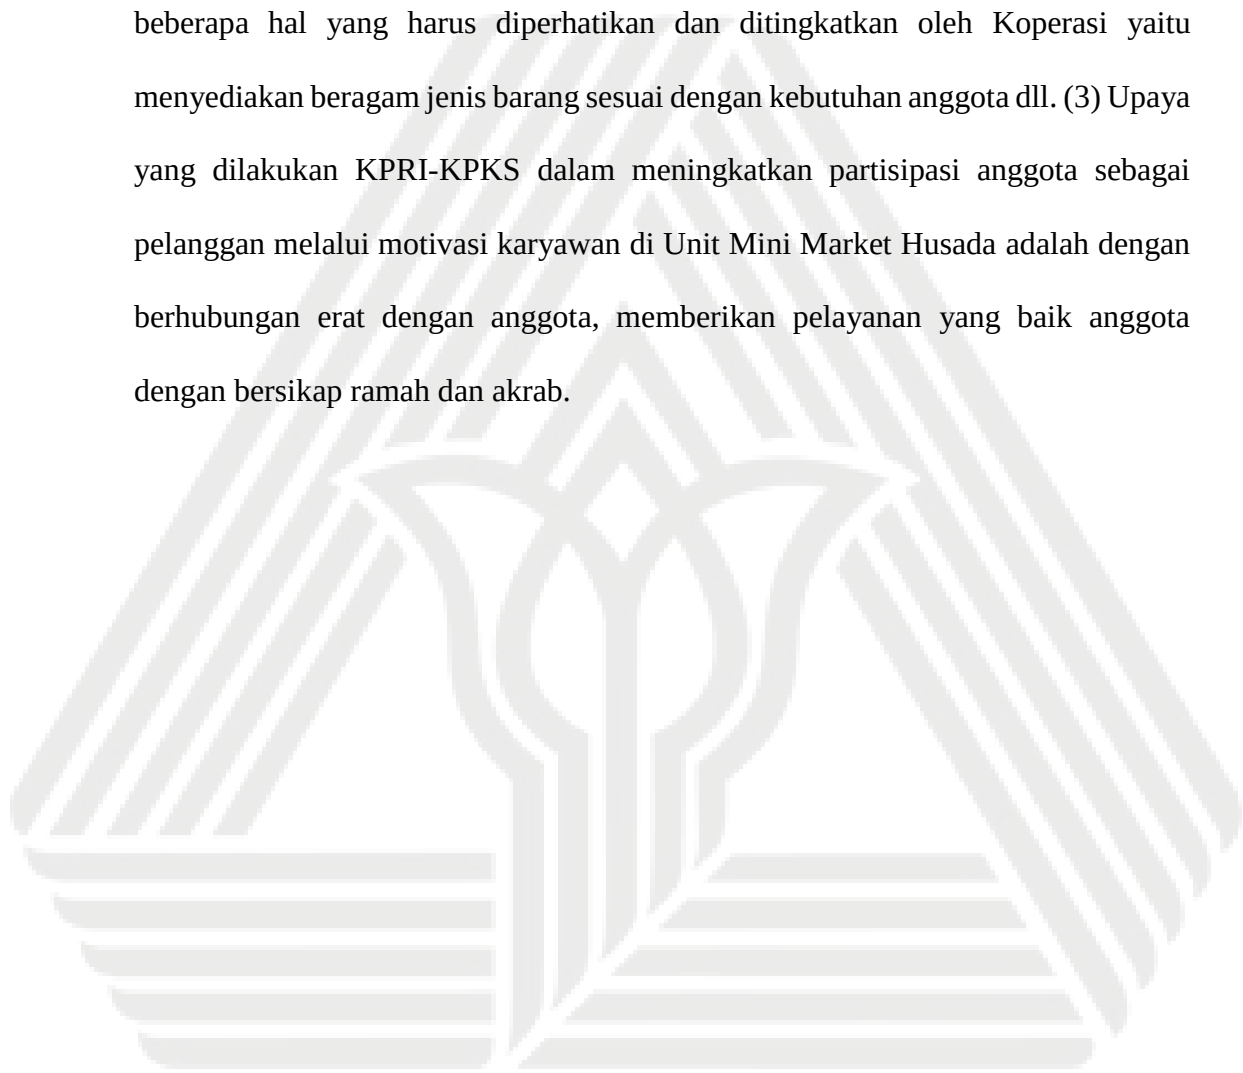 beberapa hal yang harus diperhatikan dan ditingkatkan oleh Koperasi yaitu
menyediakan beragam jenis barang sesuai dengan kebutuhan anggota dll. (3) Upaya
yang dilakukan KPRI-KPKS dalam meningkatkan partisipasi anggota sebagai
pelanggan melalui motivasi karyawan di Unit Mini Market Husada adalah dengan
berhubungan erat dengan anggota, memberikan pelayanan yang baik anggota
dengan bersikap ramah dan akrab.